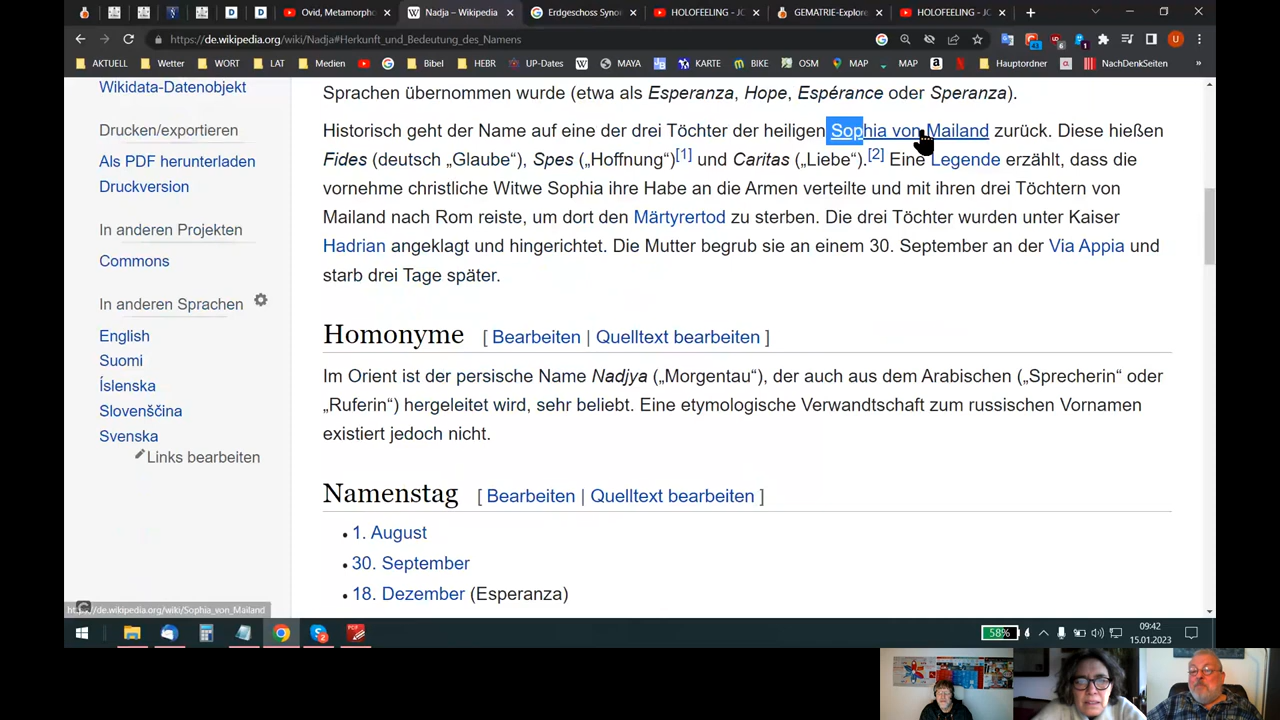 Ovid, Metamorpho
Nadja – Wikipedia
Erdgeschoss Syno
HOLOFEELING - JC
GEMATRIE-Explore
HOLOFEELING - JC
https://de.wikipedia.org/wiki/Nadja#Herkunft_und_Bedeutung_des_Namens
AKTUELL Wetter WORT LAT Medien Bibel HEBR UP-Dates MAYA KARTE BIKE OSM MAP MAP Hauptordner NachDenkSeiten »
Wikidata-Datenobjekt
Drucken/exportieren
Als PDF herunterladen
Druckversion
In anderen Projekten
Commons
In anderen Sprachen
English
Suomi
Íslenska
Slovenščina
Svenska
Links bearbeiten
Sprachen übernommen wurde (etwa als Esperanza, Hope, Espérance oder Speranza).
Historisch geht der Name auf eine der drei Töchter der heiligen Sophia von Mailand zurück. Diese hießen
Fides (deutsch „Glaube“), Spes („Hoffnung“)[1] und Caritas („Liebe“).[2] Eine Legende erzählt, dass die
vornehme christliche Witwe Sophia ihre Habe an die Armen verteilte und mit ihren drei Töchtern von
Mailand nach Rom reiste, um dort den Märtyrertod zu sterben. Die drei Töchter wurden unter Kaiser
Hadrian angeklagt und hingerichtet. Die Mutter begrub sie an einem 30. September an der Via Appia und
starb drei Tage später.
Homonyme [ Bearbeiten | Quelltext bearbeiten ]
Im Orient ist der persische Name Nadjya („Morgentau“), der auch aus dem Arabischen („Sprecherin“ oder
„Ruferin“) hergeleitet wird, sehr beliebt. Eine etymologische Verwandtschaft zum russischen Vornamen
existiert jedoch nicht.
Namenstag [ Bearbeiten | Quelltext bearbeiten ]
• 1. August
• 30. September
• 18. Dezember (Esperanza)
58%
09:42
15.01.2023